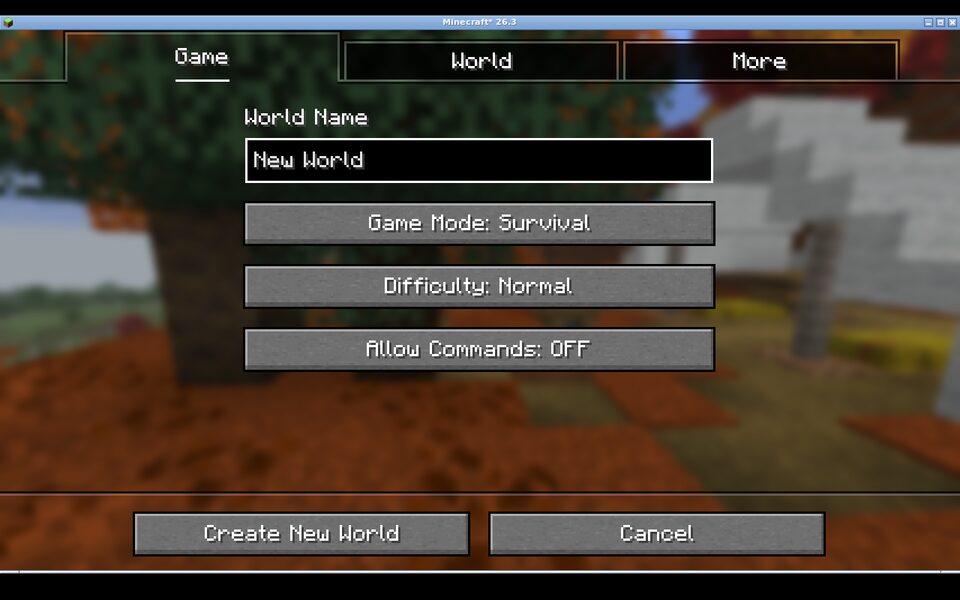 Minecraft* 26.3
Game
World
More
World Name
New World
Game Mode: Survival
Difficulty: Normal
Allow Commands: OFF
Create New World
Cancel